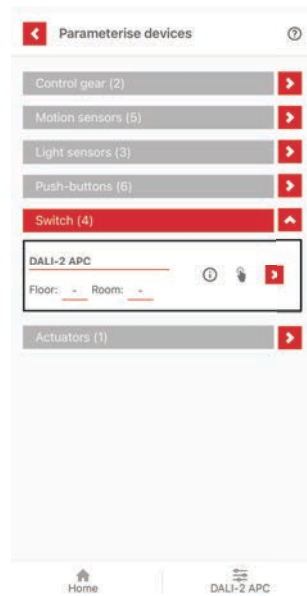 Parameterise devices
Control gear (2)
Motion sensors (5)
Light sensors (3)
Push-buttons (6)
Switch (4)
DALI-2 APC
Floor: - Room: -
Actuators (1)
Home DALI-2 APC